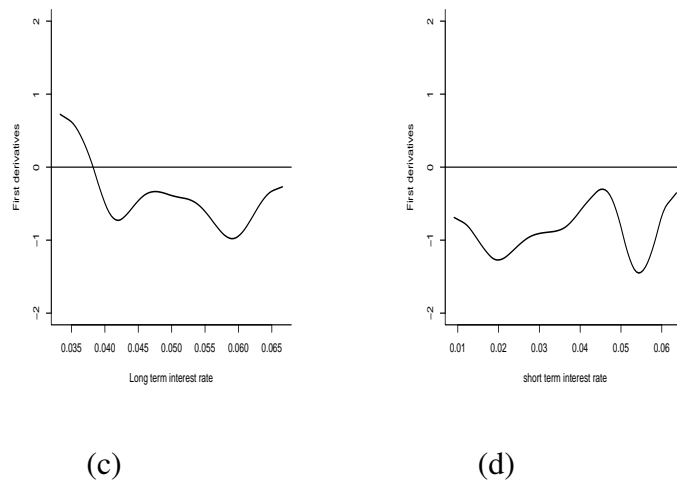 2
1
0
−1
−2
First derivatives
0.035 0.040 0.045 0.050 0.055 0.060 0.065
Long term interest rate
(c)
2
1
0
−1
−2
First derivatives
0.01 0.02 0.03 0.04 0.05 0.06
short term interest rate
(d)